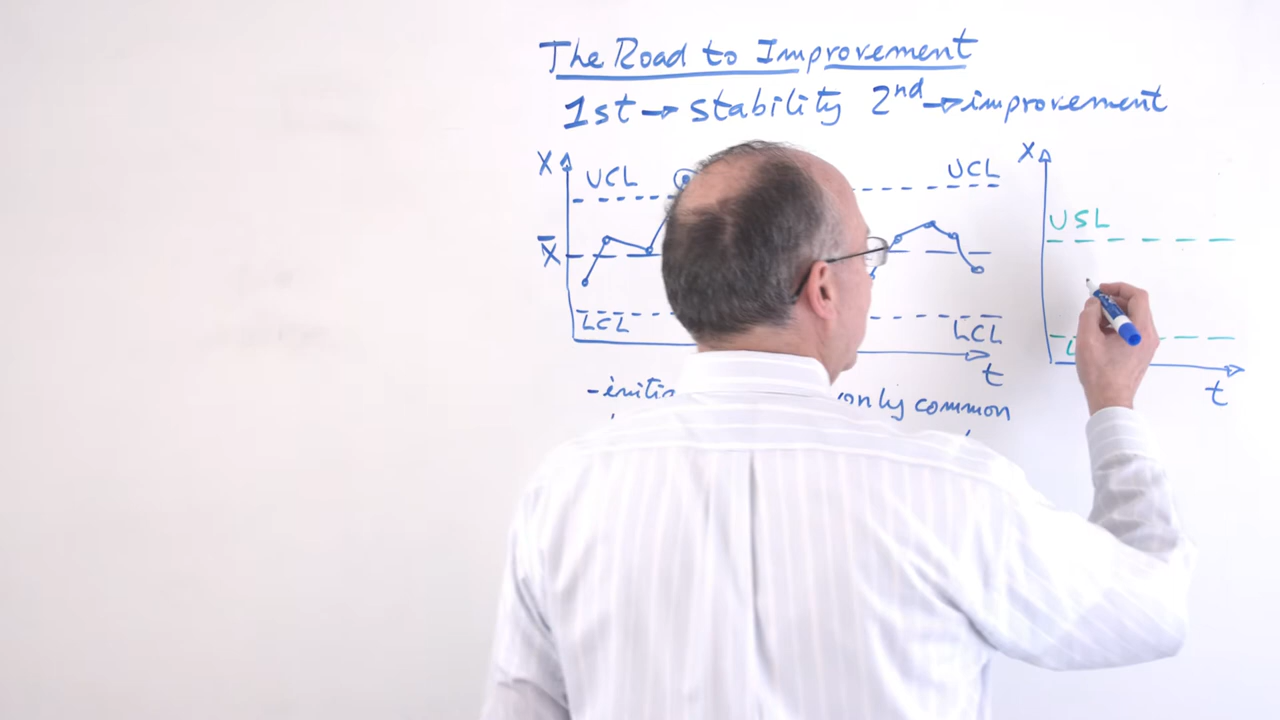 The Road to Improvement
1st → stability 2nd → improvement
X UCL UCL X
USL
X̅
LCL LCL
t t
only common